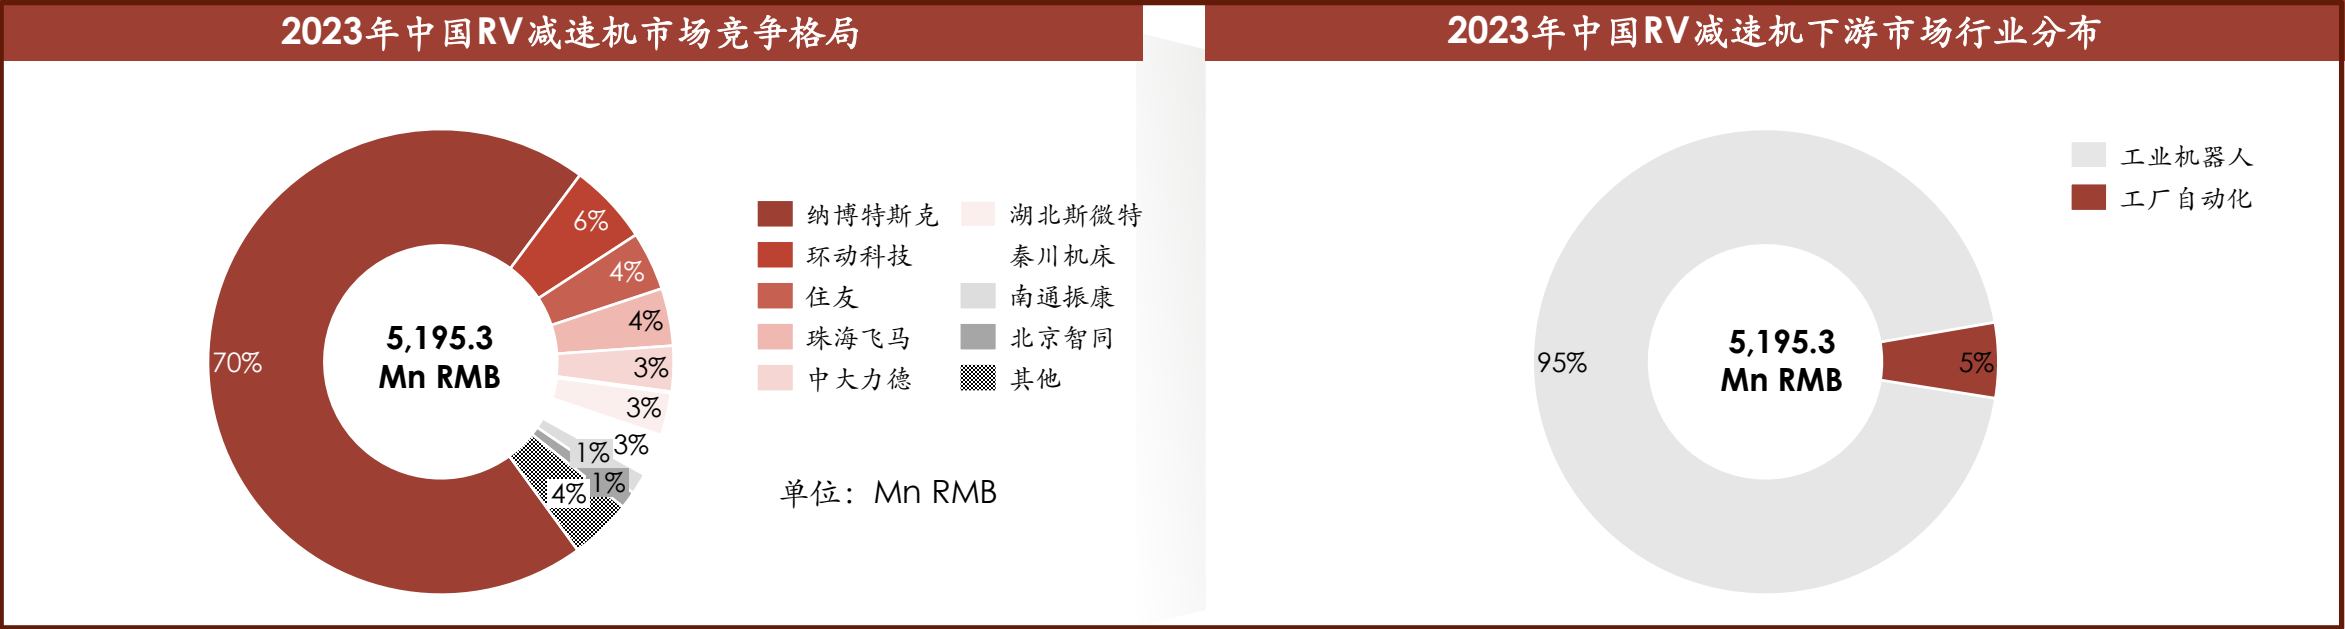 2023年中国RV减速机市场竞争格局
70%
6%
4%
4%
3%
3%
3%
1%
1%
4%
5,195.3
Mn RMB
纳博特斯克
环动科技
住友
珠海飞马
中大力德
湖北斯微特
秦川机床
南通振康
北京智同
其他
单位：Mn RMB
2023年中国RV减速机下游市场行业分布
95%
5%
5,195.3
Mn RMB
工业机器人
工厂自动化